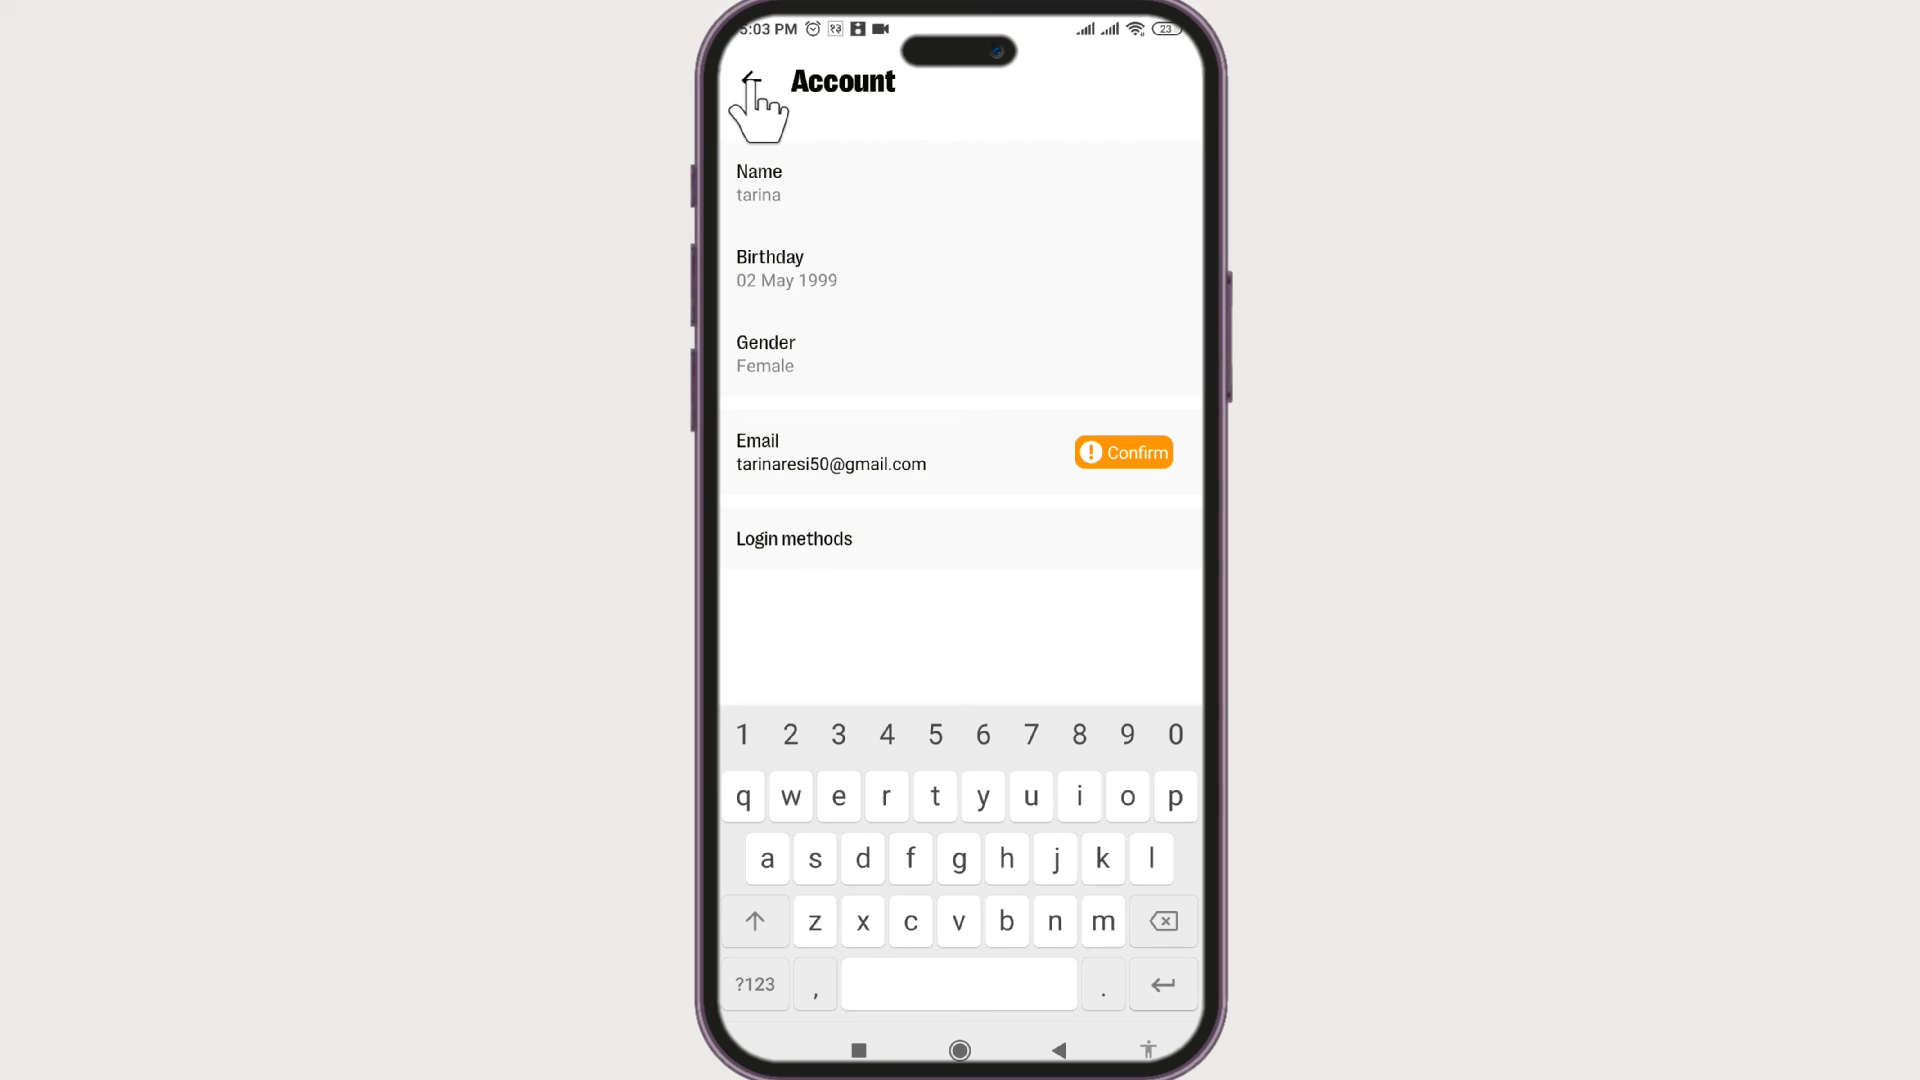 5:03 PM 23
Account
Name
tarina
Birthday
02 May 1999
Gender
Female
Email
tarinaresi50@gmail.com
Confirm
Login methods
1 2 3 4 5 6 7 8 9 0
q w e r t y u i o p
a s d f g h j k l
z x c v b n m
?123 , .